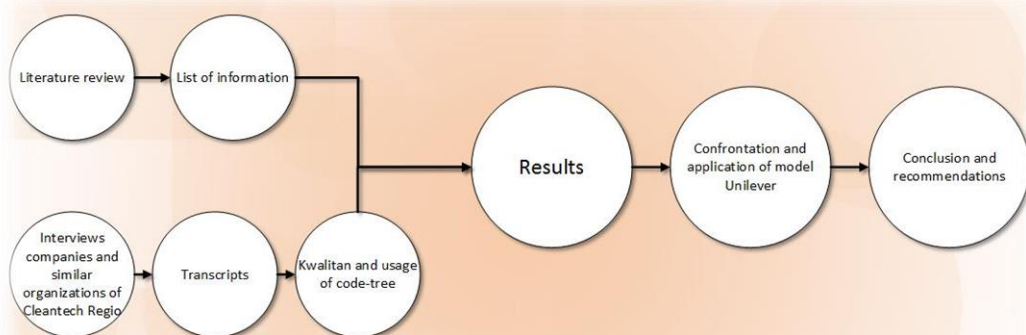 Literature review
List of information
Results
Confrontation and
application of model
Unilever
Conclusion and
recommendations
Interviews
companies and
similar
organizations of
Cleantech Regio
Transcripts
Kwalitan and usage
of code-tree